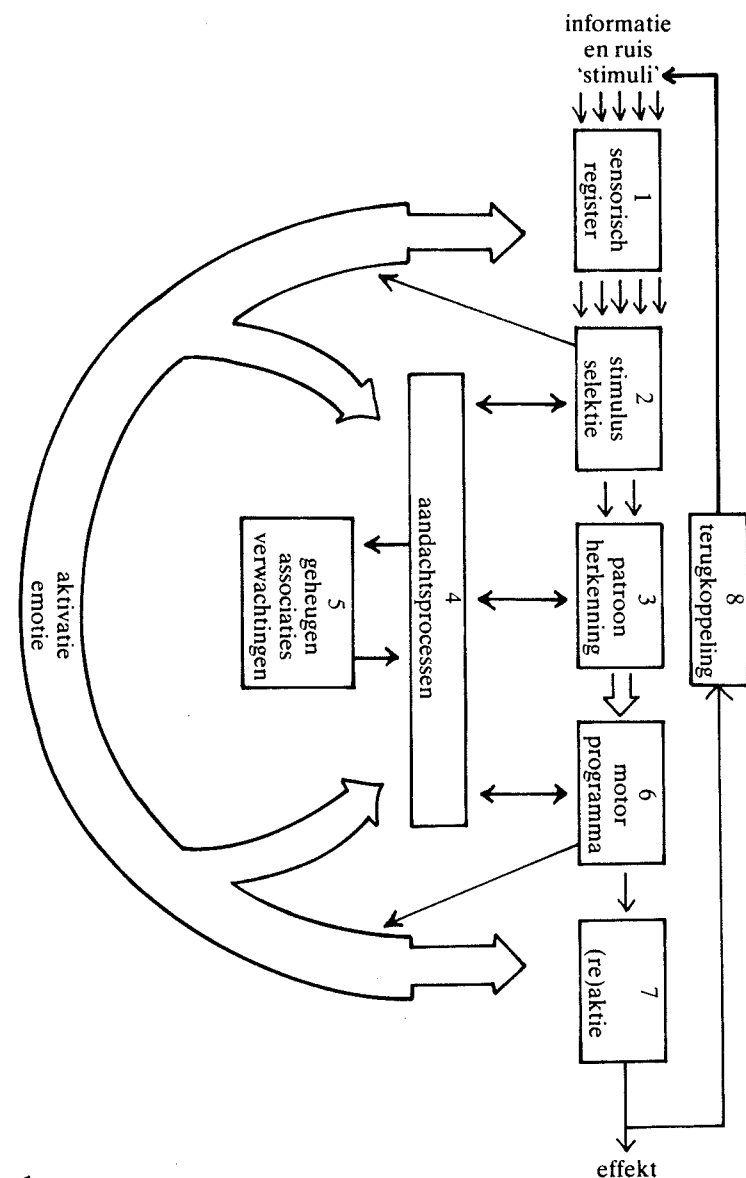 informatie
en ruis
'stimuli'
1
sensorisch
register
2
stimulus
selektie
3
patroon
herkenning
4
aandachtsprocessen
5
geheugen
associaties
verwachtingen
6
motor
programma
7
(re)aktie
8
terugkoppeling
effekt
aktivatie
emotie